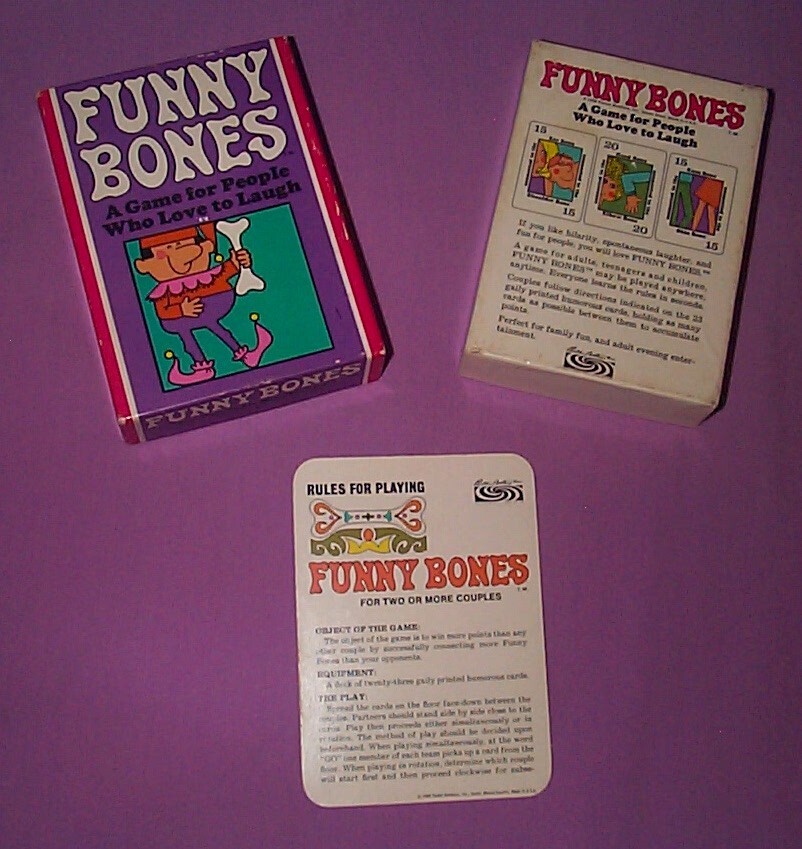 FUNNY
BONES
A Game for People
Who Love to Laugh
FUNNY BONES
FUNNY BONES
A Game for People
Who Love to Laugh
15 20 15
15 20 15
If you like hilarity, spontaneous laughter, and
fun for people, you will love FUNNY BONES.™
A game for adults, teenagers and children,
FUNNY BONES™ may be played anywhere,
anytime. Everyone learns the rules in seconds.
Couples follow directions indicated on the 23
gaily printed humorous cards, holding as many
cards as possible between them to accumulate
points.
Perfect for family fun, and adult evening enter-
tainment.
RULES FOR PLAYING
FUNNY BONES
FOR TWO OR MORE COUPLES
OBJECT OF THE GAME:
The object of the game is to win more points than any
other couple by successfully connecting more Funny
Bones than your opponents.
EQUIPMENT:
A deck of twenty-three gaily printed humorous cards.
THE PLAY:
Spread the cards on the floor face-down between the
couples. Partners should stand side by side close to the
cards. Play then proceeds either simultaneously or in
rotation. The method of play should be decided upon
beforehand. When playing simultaneously, at the word
"GO" one member of each team picks up a card from the
floor. When playing in rotation, determine which couple
will start first and then proceed clockwise for subse-